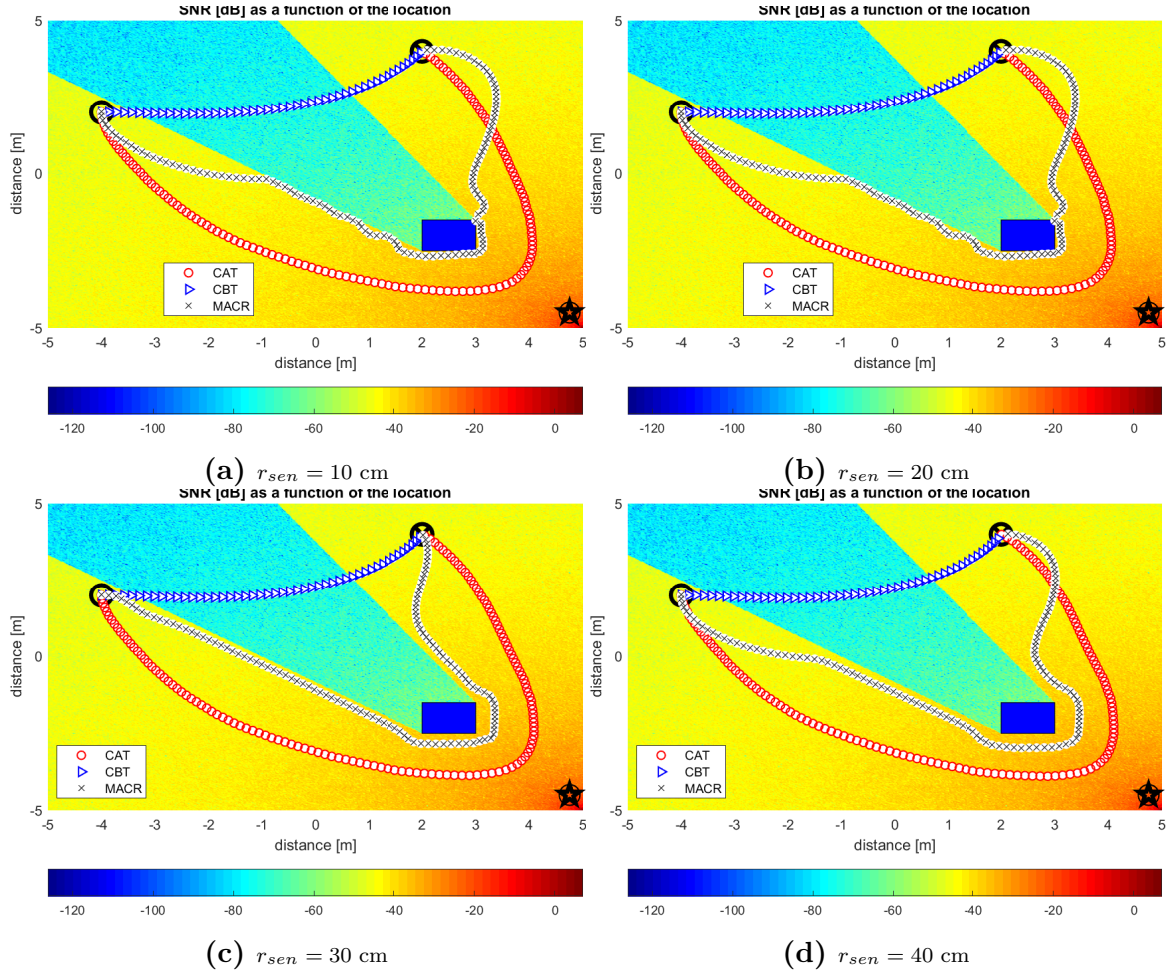 SNR [dB] as a function of the location
SNR [dB] as a function of the location
5
0
-5
distance [m]
CAT
CBT
MACR
-5 -4 -3 -2 -1 0 1 2 3 4 5
distance [m]
-120 -100 -80 -60 -40 -20 0
5
0
-5
distance [m]
CAT
CBT
MACR
-5 -4 -3 -2 -1 0 1 2 3 4 5
distance [m]
-120 -100 -80 -60 -40 -20 0
(a) r_sen = 10 cm
(b) r_sen = 20 cm
SNR [dB] as a function of the location
SNR [dB] as a function of the location
5
0
-5
distance [m]
CAT
CBT
MACR
-5 -4 -3 -2 -1 0 1 2 3 4 5
distance [m]
-120 -100 -80 -60 -40 -20 0
5
0
-5
distance [m]
CAT
CBT
MACR
-5 -4 -3 -2 -1 0 1 2 3 4 5
distance [m]
-120 -100 -80 -60 -40 -20 0
(c) r_sen = 30 cm
(d) r_sen = 40 cm